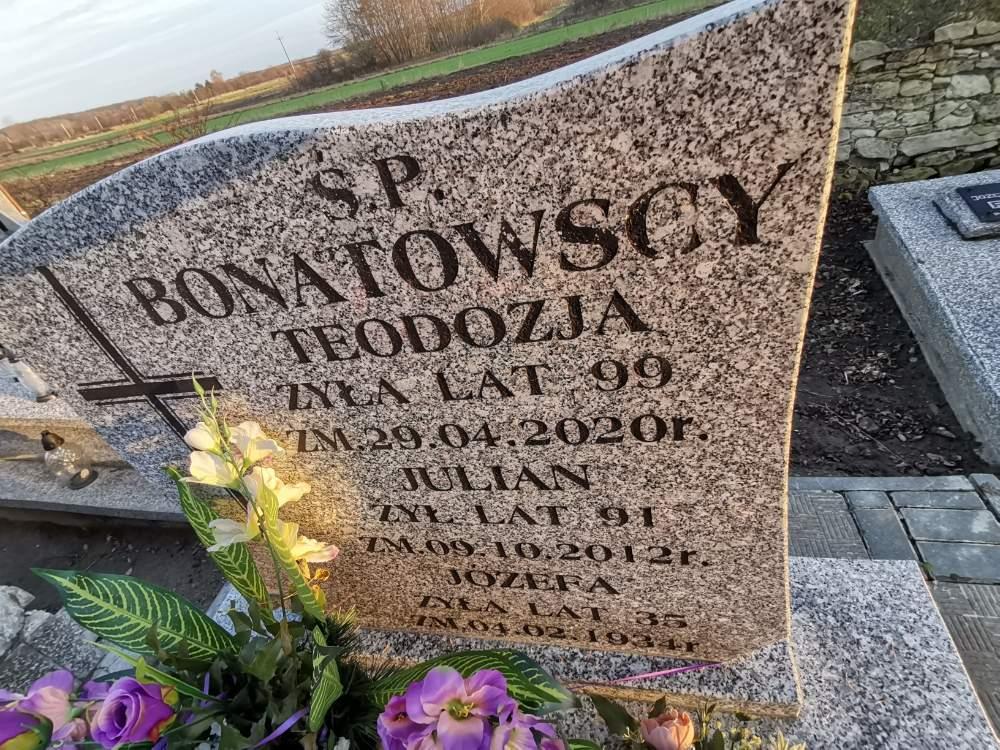 Ś.P.
BONATOWSCY
TEODOZJA
ŻYŁA LAT 99
ZM.29.04.2020r.
JULIAN
ŻYŁ LAT 91
ZM.09.10.2012r.
JÓZEFA
ŻYŁA LAT 35
ZM.04.02.1934r